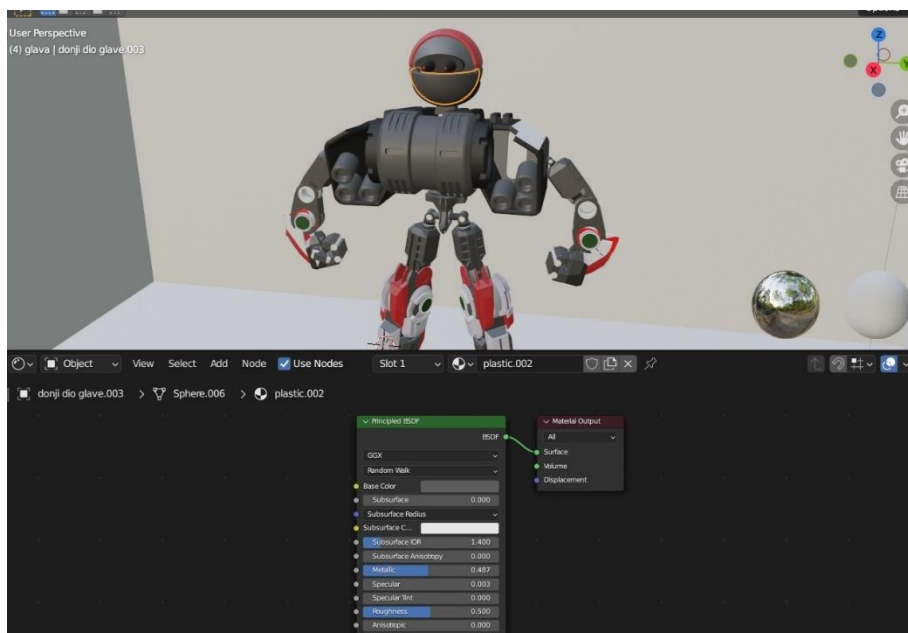 User Perspective
(4) glava | donji dio glave.003
Z
Y
X
Object View Select Add Node Use Nodes Slot 1 plastic.002
donji dio glave.003 > Sphere.006 > plastic.002
Principled BSDF
BSDF
GGX
Random Walk
Base Color
Subsurface 0.000
Subsurface Radius
Subsurface C...
Subsurface IOR 1.400
Subsurface Anisotropy 0.000
Metallic 0.487
Specular 0.003
Specular Tint 0.000
Roughness 0.500
Anisotropic 0.000
Material Output
All
Surface
Volume
Displacement